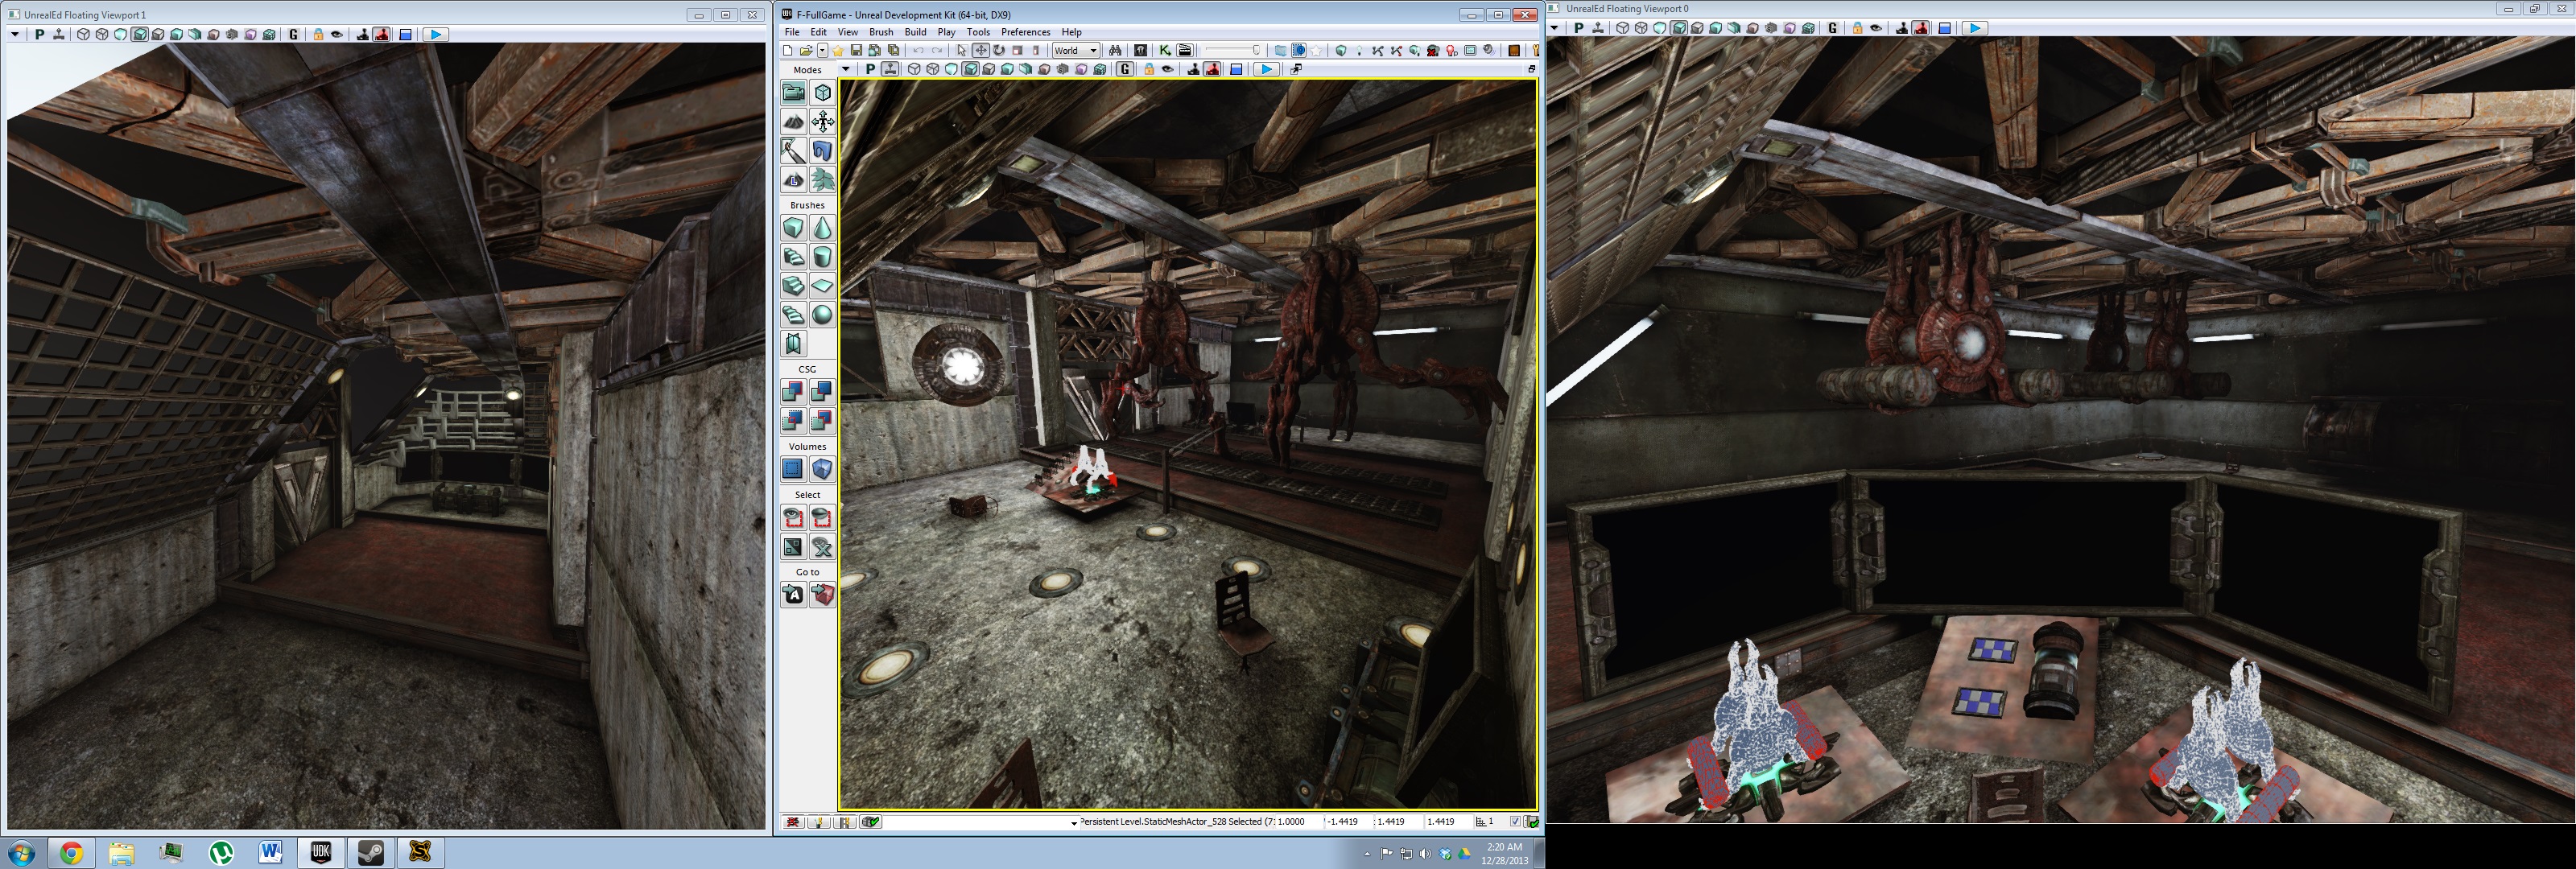 UnrealEd Floating Viewport 1
P
G
F-FullGame - Unreal Development Kit (64-bit, DX9)
File Edit View Brush Build Play Tools Preferences Help
World
P
G
Modes
Brushes
CSG
Volumes
Select
Go to
Persistent Level.StaticMeshActor_528 Selected (7: 1.0000 -1.4419 1.4419 1.4419 1
UnrealEd Floating Viewport 0
P
G
UDK
2:20 AM
12/28/2013